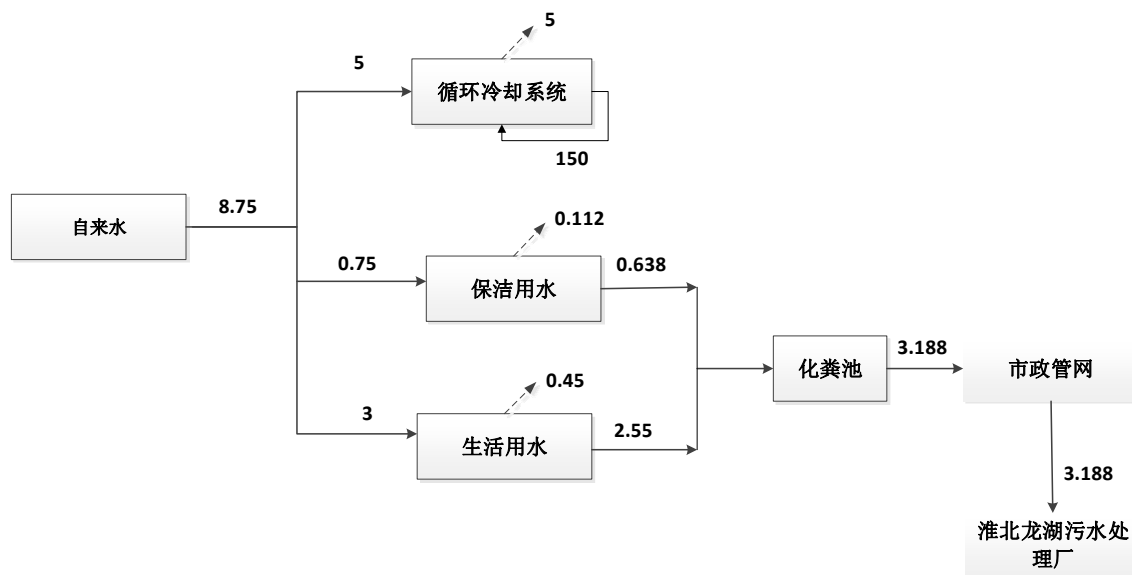 5
5
循环冷却系统
150
自来水
8.75
0.112
0.75
保洁用水
0.638
化粪池
3.188
市政管网
0.45
3
生活用水
2.55
3.188
淮北龙湖污水处
理厂